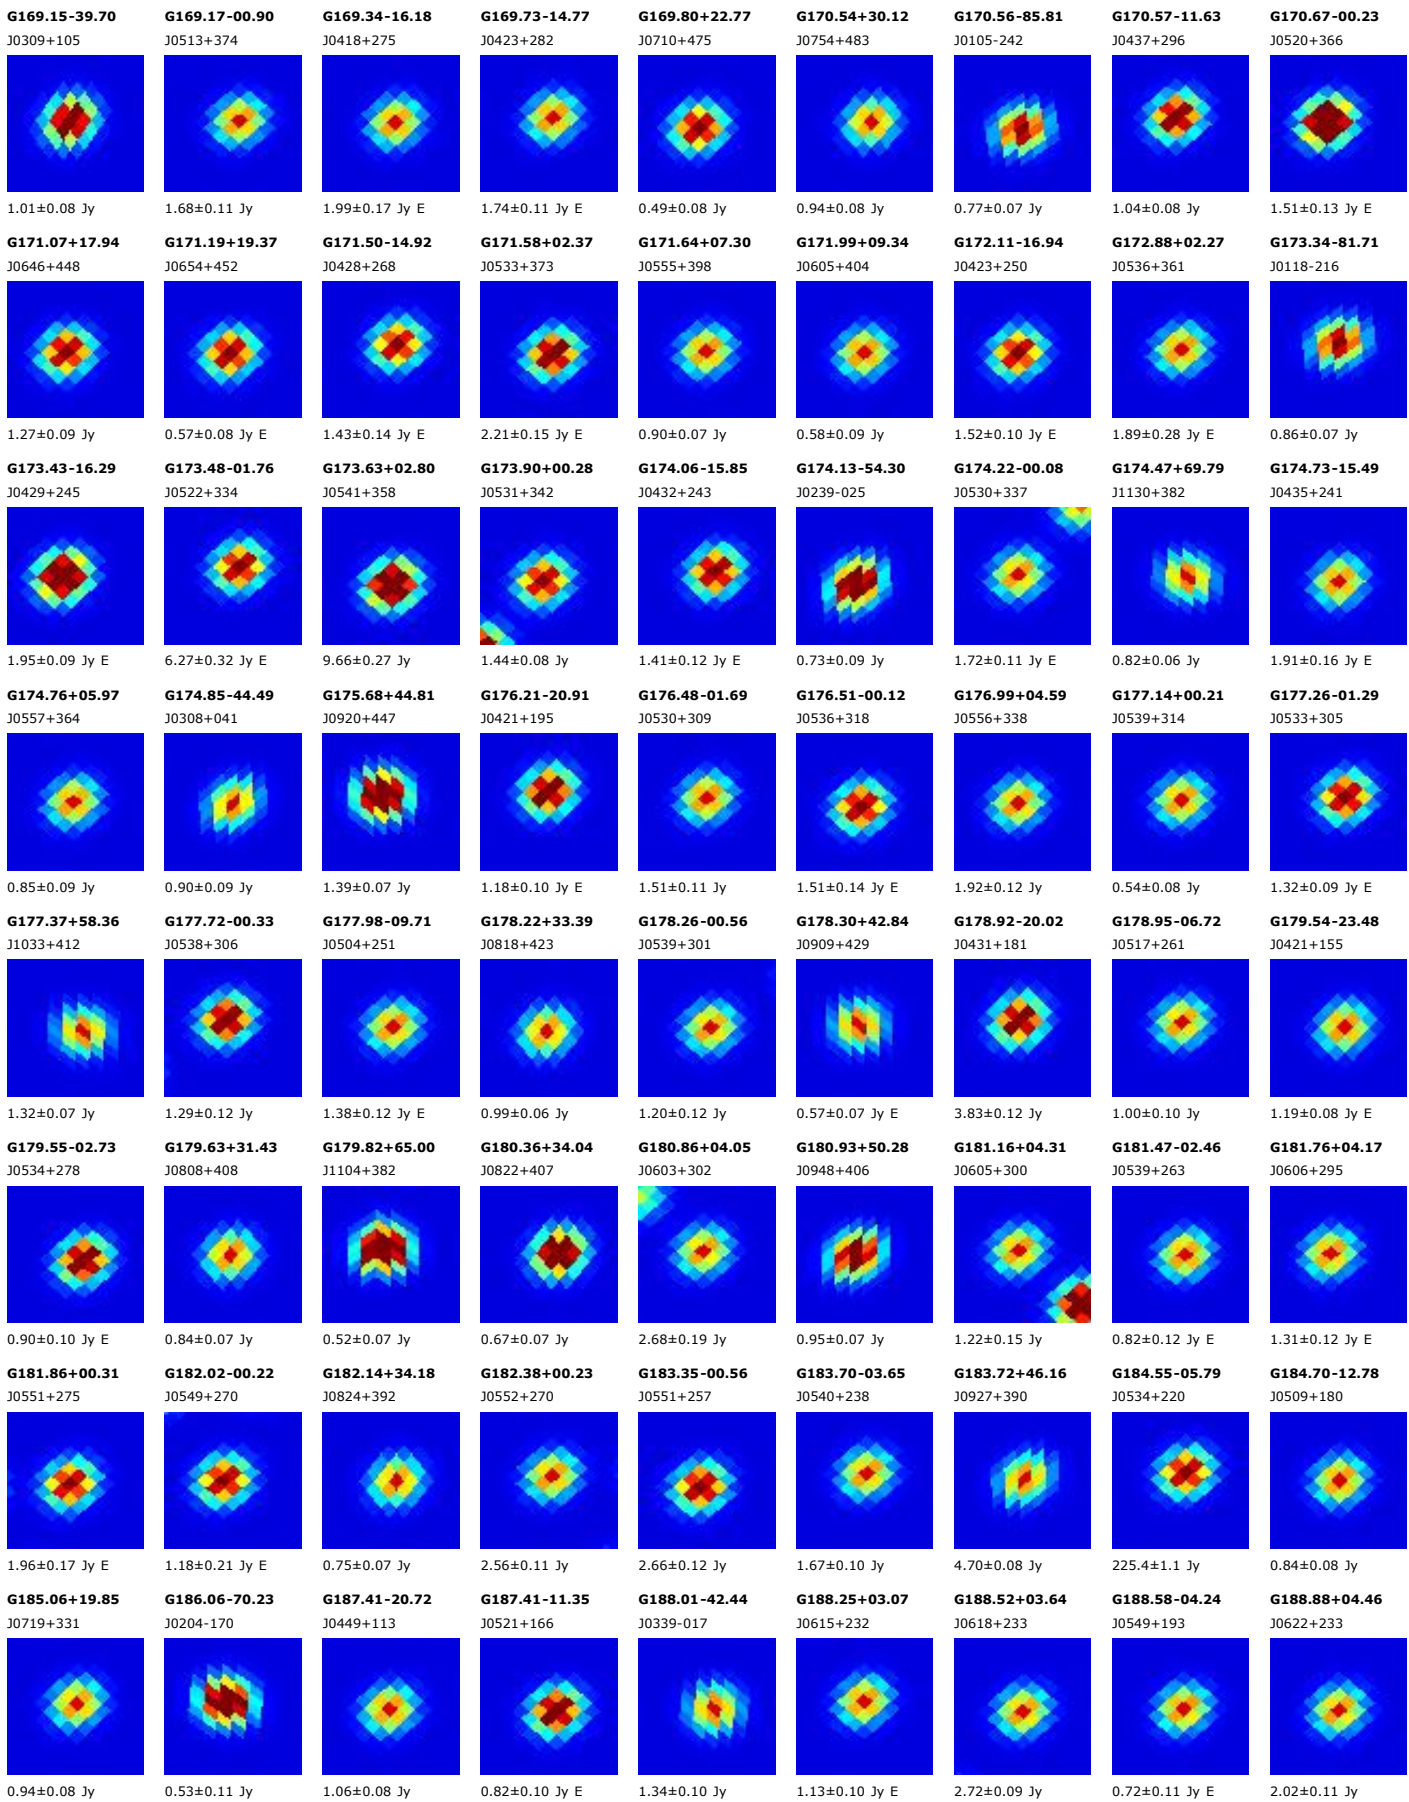 G169.15-39.70 G169.17-00.90 G169.34-16.18 G169.73-14.77 G169.80+22.77 G170.54+30.12 G170.56-85.81 G170.57-11.63 G170.67-00.23
J0309+105 J0513+374 J0418+275 J0423+282 J0710+475 J0754+483 J0105-242 J0437+296 J0520+366
1.01±0.08 Jy 1.68±0.11 Jy 1.99±0.17 Jy E 1.74±0.11 Jy E 0.49±0.08 Jy 0.94±0.08 Jy 0.77±0.07 Jy 1.04±0.08 Jy 1.51±0.13 Jy E
G171.07+17.94 G171.19+19.37 G171.50-14.92 G171.58+02.37 G171.64+07.30 G171.99+09.34 G172.11-16.94 G172.88+02.27 G173.34-81.71
J0646+448 J0654+452 J0428+268 J0533+373 J0555+398 J0605+404 J0423+250 J0536+361 J0118-216
1.27±0.09 Jy 0.57±0.08 Jy E 1.43±0.14 Jy E 2.21±0.15 Jy E 0.90±0.07 Jy 0.58±0.09 Jy 1.52±0.10 Jy E 1.89±0.28 Jy E 0.86±0.07 Jy
G173.43-16.29 G173.48-01.76 G173.63+02.80 G173.90+00.28 G174.06-15.85 G174.13-54.30 G174.22-00.08 G174.47+69.79 G174.73-15.49
J0429+245 J0522+334 J0541+358 J0531+342 J0432+243 J0239-025 J0530+337 J1130+382 J0435+241
1.95±0.09 Jy E 6.27±0.32 Jy E 9.66±0.27 Jy 1.44±0.08 Jy 1.41±0.12 Jy E 0.73±0.09 Jy 1.72±0.11 Jy E 0.82±0.06 Jy 1.91±0.16 Jy E
G174.76+05.97 G174.85-44.49 G175.68+44.81 G176.21-20.91 G176.48-01.69 G176.51-00.12 G176.99+04.59 G177.14+00.21 G177.26-01.29
J0557+364 J0308+041 J0920+447 J0421+195 J0530+309 J0536+318 J0556+338 J0539+314 J0533+305
0.85±0.09 Jy 0.90±0.09 Jy 1.39±0.07 Jy 1.18±0.10 Jy E 1.51±0.11 Jy 1.51±0.14 Jy E 1.92±0.12 Jy 0.54±0.08 Jy 1.32±0.09 Jy E
G177.37+58.36 G177.72-00.33 G177.98-09.71 G178.22+33.39 G178.26-00.56 G178.30+42.84 G178.92-20.02 G178.95-06.72 G179.54-23.48
J1033+412 J0538+306 J0504+251 J0818+423 J0539+301 J0909+429 J0431+181 J0517+261 J0421+155
1.32±0.07 Jy 1.29±0.12 Jy 1.38±0.12 Jy E 0.99±0.06 Jy 1.20±0.12 Jy 0.57±0.07 Jy E 3.83±0.12 Jy 1.00±0.10 Jy 1.19±0.08 Jy E
G179.55-02.73 G179.63+31.43 G179.82+65.00 G180.36+34.04 G180.86+04.05 G180.93+50.28 G181.16+04.31 G181.47-02.46 G181.76+04.17
J0534+278 J0808+408 J1104+382 J0822+407 J0603+302 J0948+406 J0605+300 J0539+263 J0606+295
0.90±0.10 Jy E 0.84±0.07 Jy 0.52±0.07 Jy 0.67±0.07 Jy 2.68±0.19 Jy 0.95±0.07 Jy 1.22±0.15 Jy 0.82±0.12 Jy E 1.31±0.12 Jy E
G181.86+00.31 G182.02-00.22 G182.14+34.18 G182.38+00.23 G183.35-00.56 G183.70-03.65 G183.72+46.16 G184.55-05.79 G184.70-12.78
J0551+275 J0549+270 J0824+392 J0552+270 J0551+257 J0540+238 J0927+390 J0534+220 J0509+180
1.96±0.17 Jy E 1.18±0.21 Jy E 0.75±0.07 Jy 2.56±0.11 Jy 2.66±0.12 Jy 1.67±0.10 Jy 4.70±0.08 Jy 225.4±1.1 Jy 0.84±0.08 Jy
G185.06+19.85 G186.06-70.23 G187.41-20.72 G187.41-11.35 G188.01-42.44 G188.25+03.07 G188.52+03.64 G188.58-04.24 G188.88+04.46
J0719+331 J0204-170 J0449+113 J0521+166 J0339-017 J0615+232 J0618+233 J0549+193 J0622+233
0.94±0.08 Jy 0.53±0.11 Jy 1.06±0.08 Jy 0.82±0.10 Jy E 1.34±0.10 Jy 1.13±0.10 Jy E 2.72±0.09 Jy 0.72±0.11 Jy E 2.02±0.11 Jy